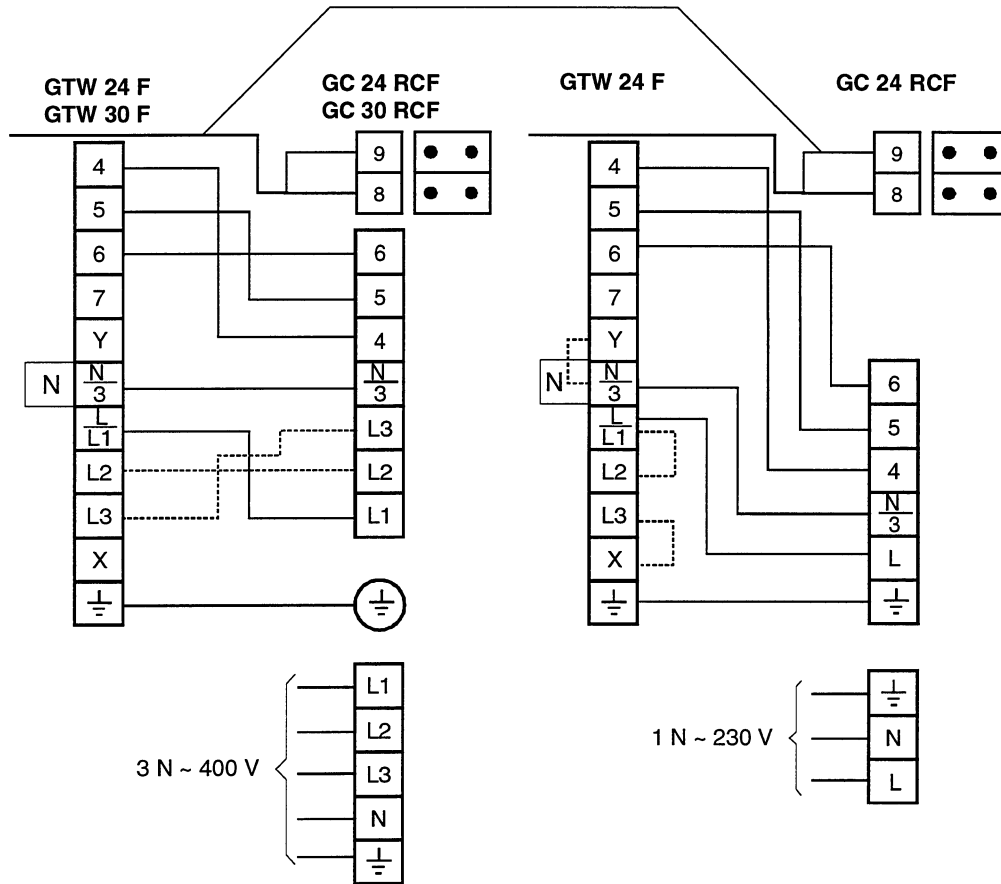 GTW 24 F
GTW 30 F
GC 24 RCF
GC 30 RCF
9
8
4
5
6
7
Y
N
N
3
L
L1
L2
L3
X
6
5
4
N
3
L3
L2
L1
3 N ~ 400 V
L1
L2
L3
N
GTW 24 F
GC 24 RCF
9
8
4
5
6
7
Y
N
N
3
L
L1
L2
L3
X
6
5
4
N
3
L
1 N ~ 230 V
N
L